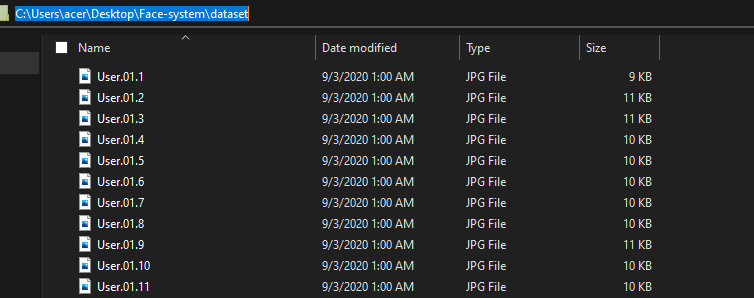 C:\Users\acer\Desktop\Face-system\dataset
Name Date modified Type Size
User.01.1 9/3/2020 1:00 AM JPG File 9 KB
User.01.2 9/3/2020 1:00 AM JPG File 11 KB
User.01.3 9/3/2020 1:00 AM JPG File 11 KB
User.01.4 9/3/2020 1:00 AM JPG File 10 KB
User.01.5 9/3/2020 1:00 AM JPG File 10 KB
User.01.6 9/3/2020 1:00 AM JPG File 10 KB
User.01.7 9/3/2020 1:00 AM JPG File 10 KB
User.01.8 9/3/2020 1:00 AM JPG File 10 KB
User.01.9 9/3/2020 1:00 AM JPG File 11 KB
User.01.10 9/3/2020 1:00 AM JPG File 10 KB
User.01.11 9/3/2020 1:00 AM JPG File 10 KB